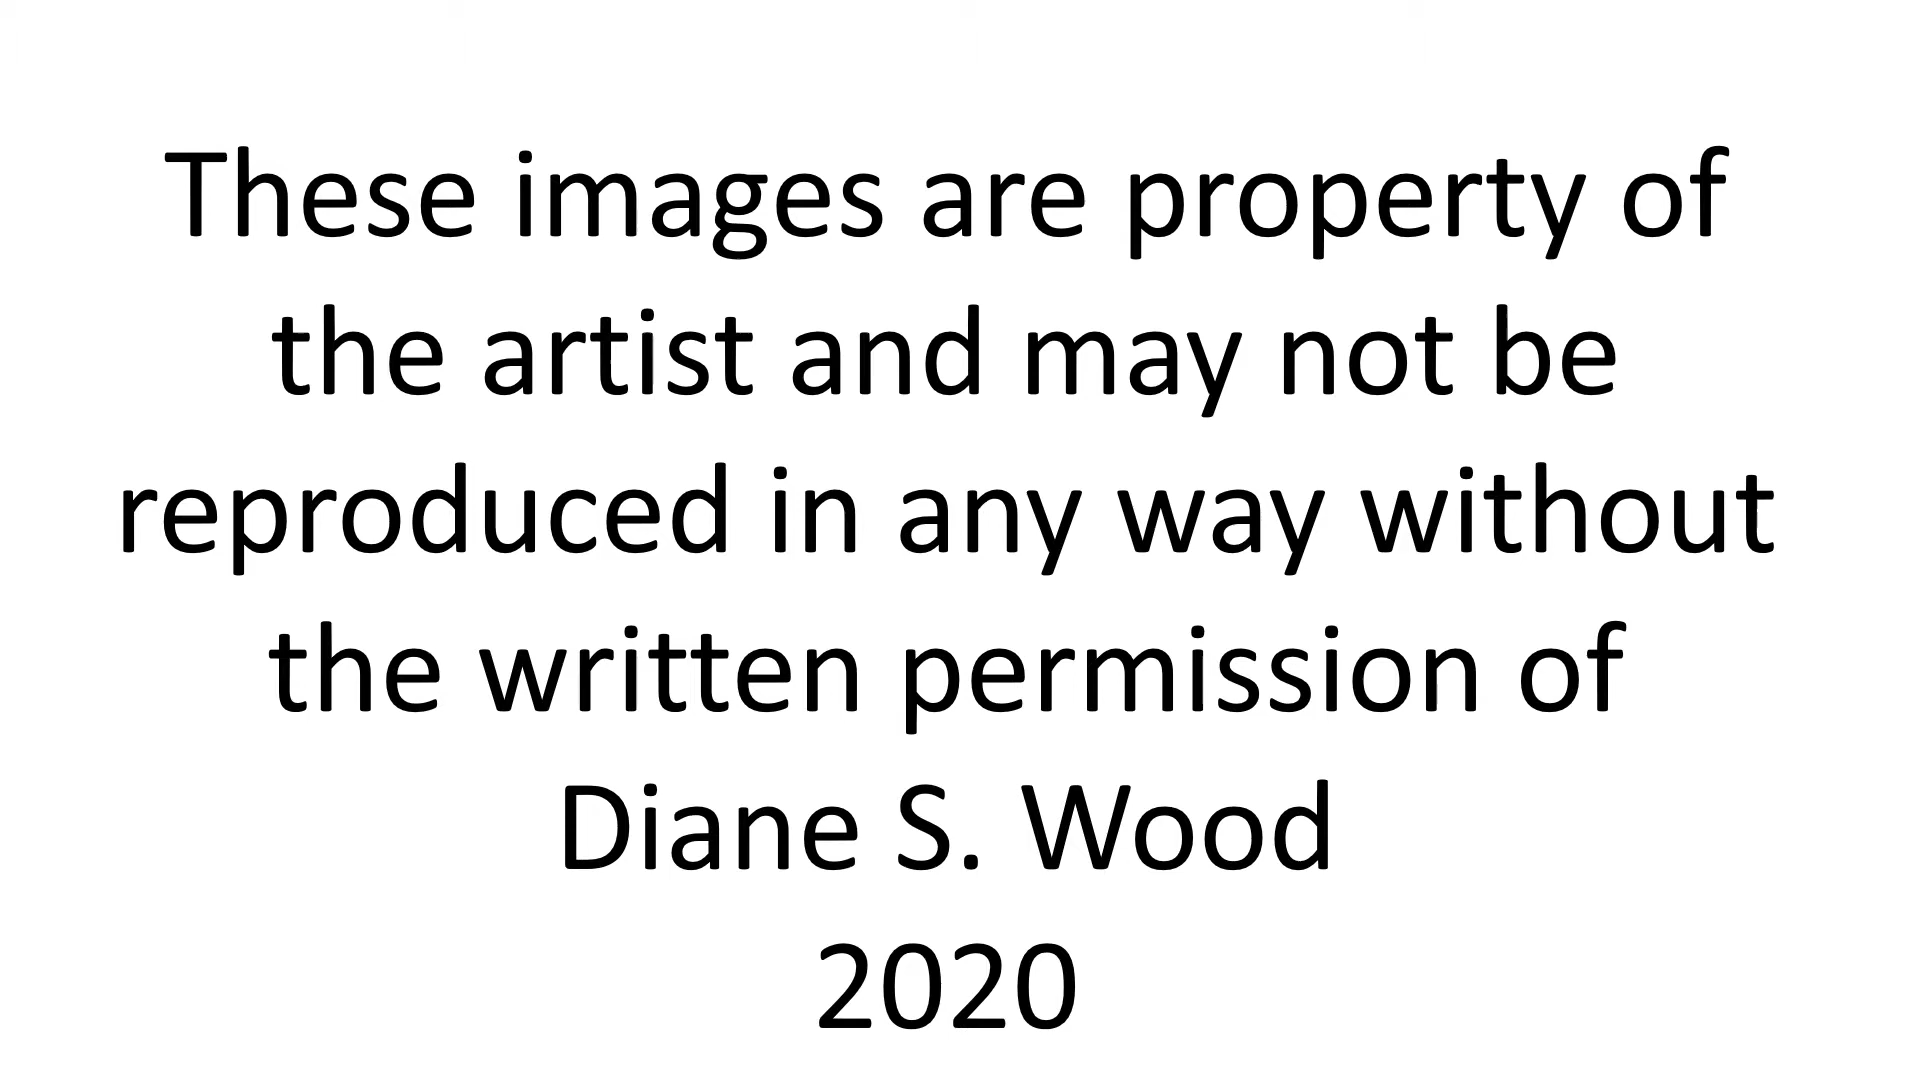 These images are property of
the artist and may not be
reproduced in any way without
the written permission of
Diane S. Wood
2020